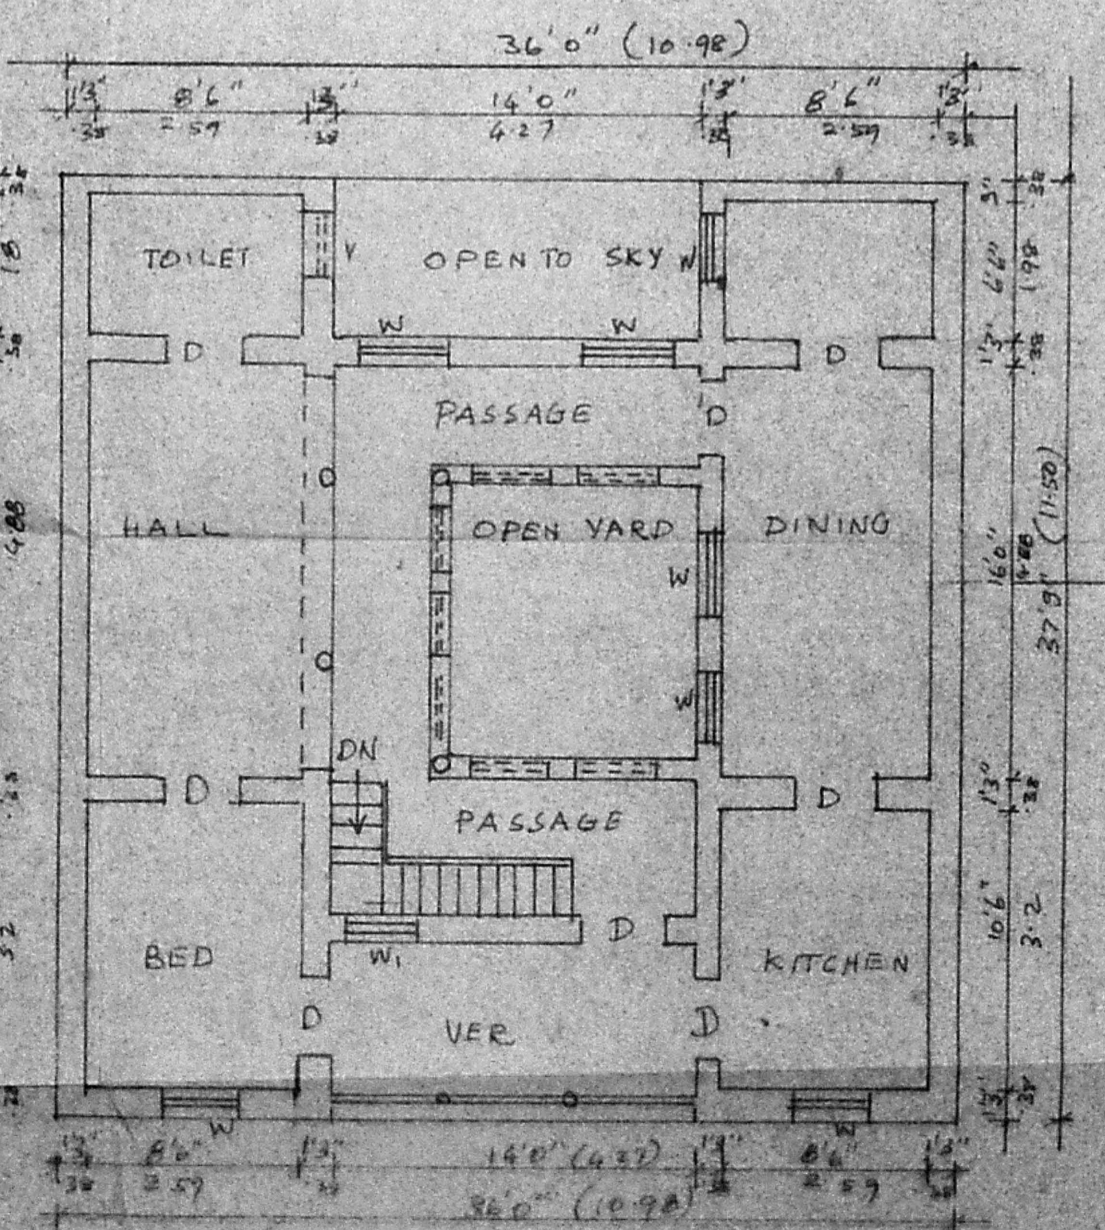 36'0" (10.98)
1'3" 8'6" 1'3" 14'0" 1'3" 8'6" 1'3"
.38 2.59 .38 4.27 .38 2.59 .38
TOILET V OPEN TO SKY W
6'6" 1.98
18
W W
D D
1'3" .38
PASSAGE D
HALL OPEN YARD DINING
4.88
16'0" 4.88
37'9" (11.50)
W
W
DN
D D
1'3" .38
PASSAGE
10'6" 3.2
D
BED W1 KITCHEN
D VER D
1'3" .38
W W
1'3" 8'6" 1'3" 14'0" (4.27) 1'3" 8'6" 1'3"
.38 2.59 .38 2.59 .38
36'0" (10.98)